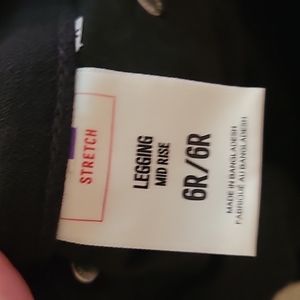 STRETCH
LEGGING
MID RISE
6R/6R
MADE IN BANGLADESH
FABRIQUÉ AU BANGLADESH